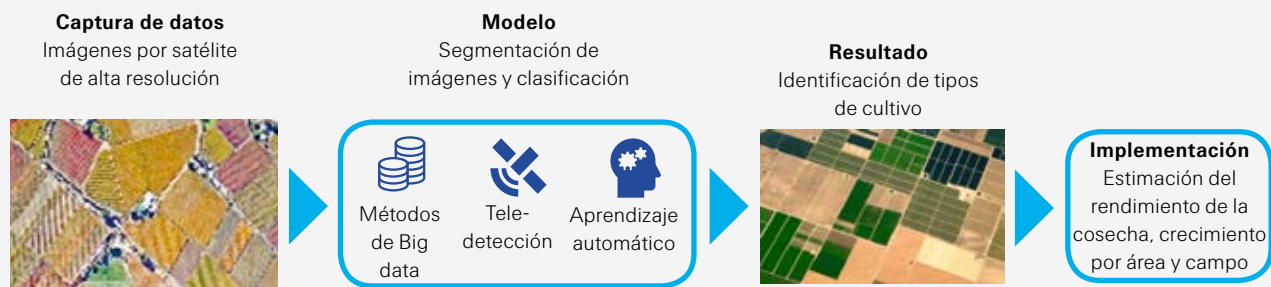 Captura de datos
Imágenes por satélite
de alta resolución
Modelo
Segmentación de
imágenes y clasificación
Métodos
de Big
data
Tele-
detección
Aprendizaje
automático
Resultado
Identificación de tipos
de cultivo
Implementación
Estimación del
rendimiento de la
cosecha, crecimiento
por área y campo